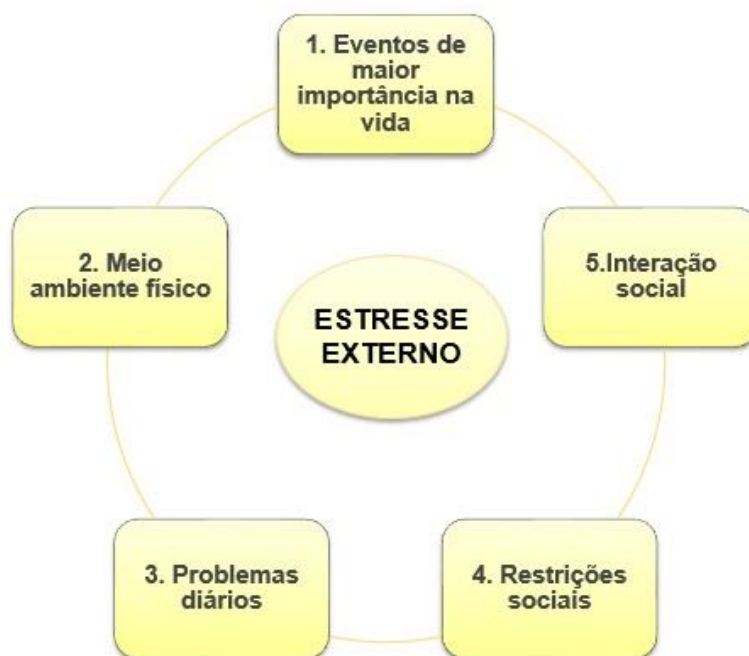 1. Eventos de
maior
importância na
vida
2. Meio
ambiente físico
5.Interação
social
ESTRESSE
EXTERNO
3. Problemas
diários
4. Restrições
sociais